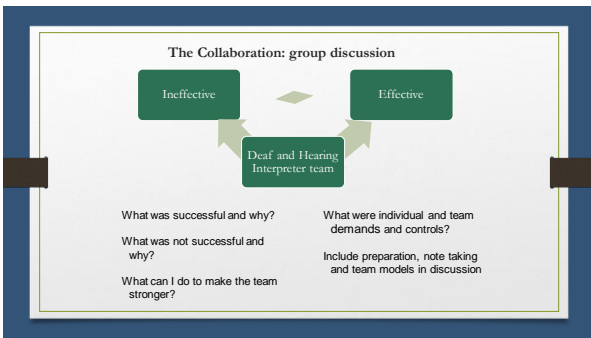 The Collaboration: group discussion
Ineffective
Effective
Deaf and Hearing
Interpreter team
What was successful and why?
What was not successful and
why?
What can I do to make the team
stronger?
What were individual and team
demands and controls?
Include preparation, note taking
and team models in discussion